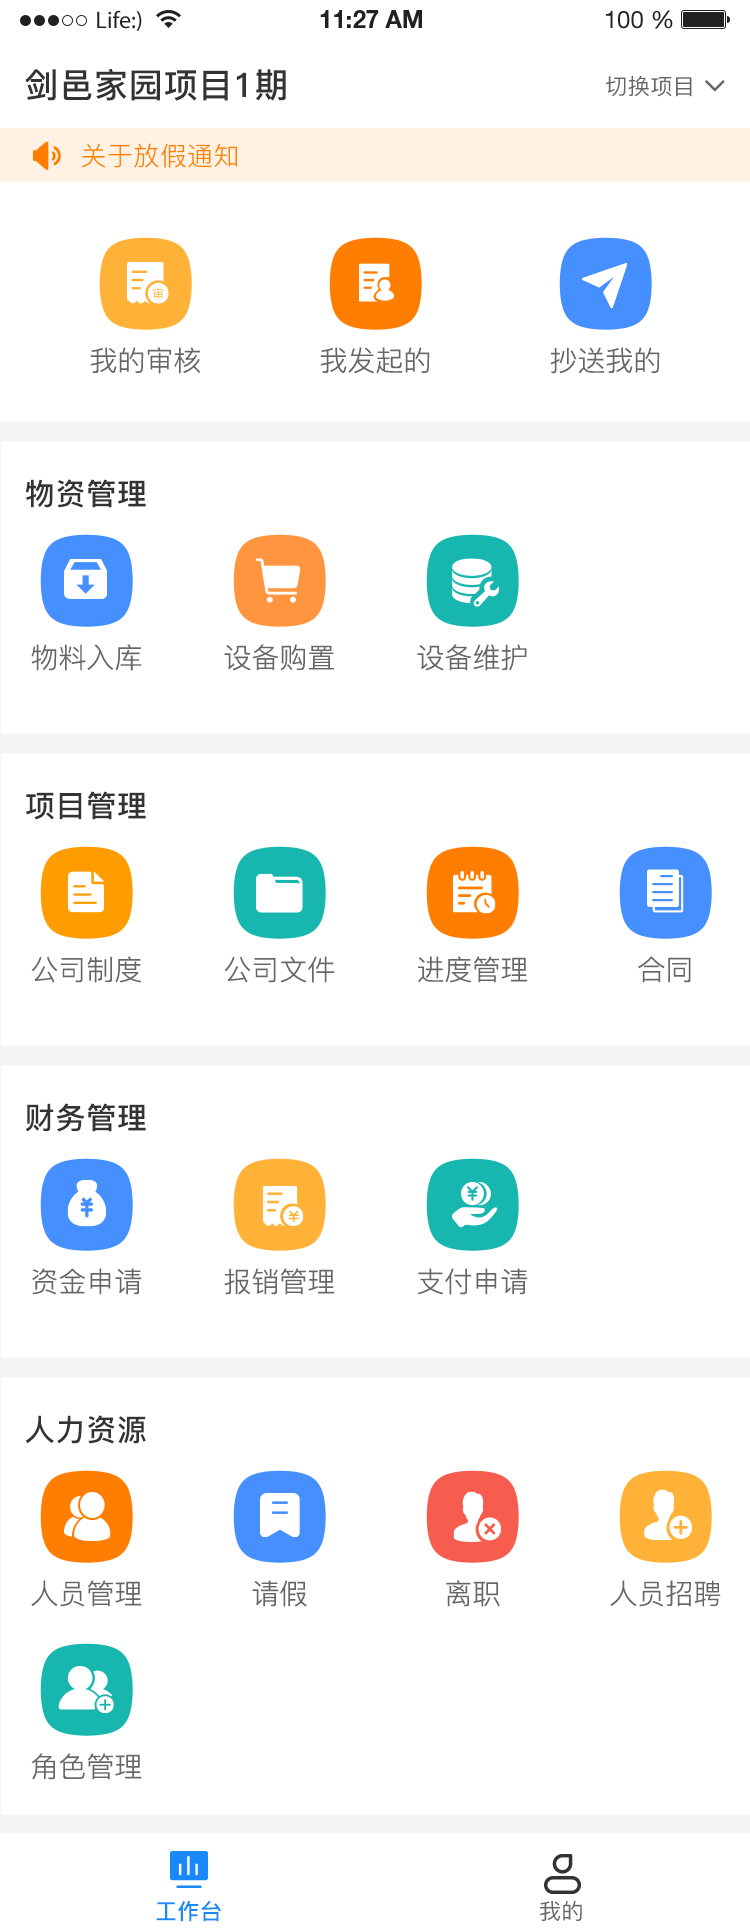 Life:) 11:27 AM 100 %
剑邑家园项目1期 切换项目
关于放假通知
审
我的审核 我发起的 抄送我的
物资管理
物料入库 设备购置 设备维护
项目管理
公司制度 公司文件 进度管理 合同
财务管理
¥ ¥ ¥
资金申请 报销管理 支付申请
人力资源
人员管理 请假 离职 人员招聘
角色管理
工作台 我的